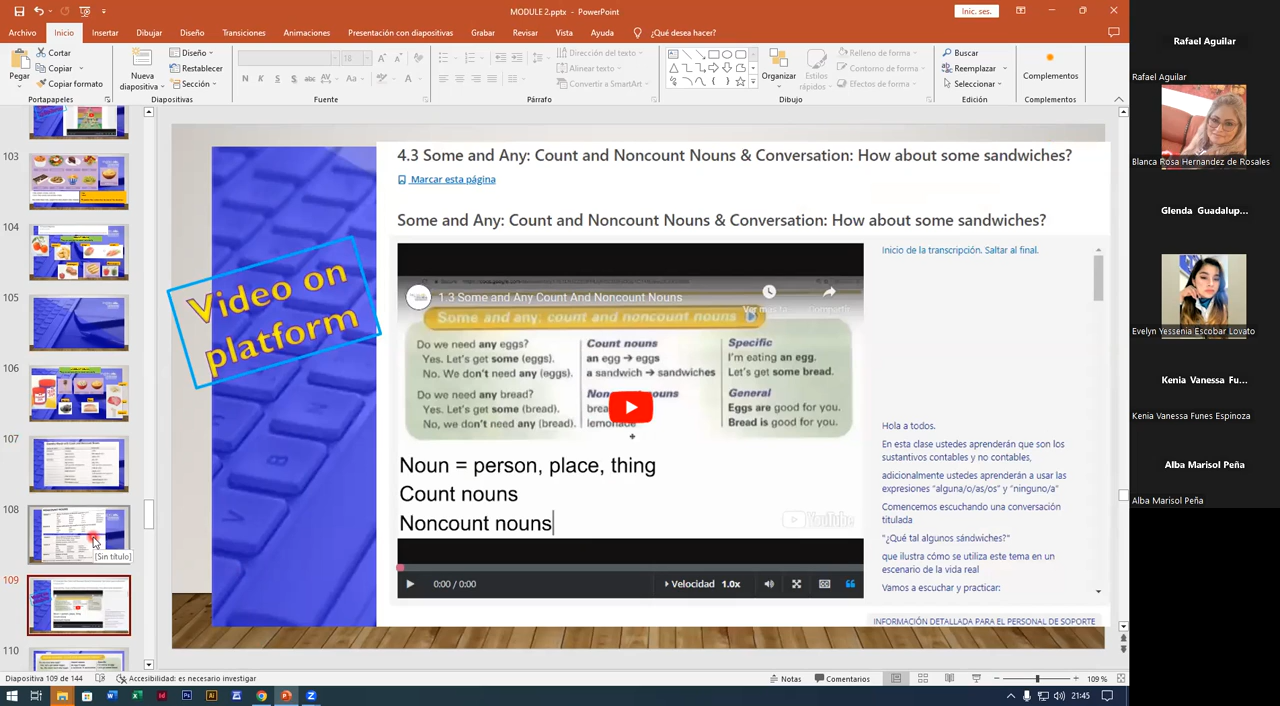 MODULE 2.pptx - PowerPoint
Inic. ses.
Archivo Inicio Insertar Dibujar Diseño Transiciones Animaciones Presentación con diapositivas Grabar Revisar Vista Ayuda ¿Qué desea hacer?
Pegar
Cortar
Copiar
Copiar formato
Portapapeles
Nueva diapositiva
Diseño
Restablecer
Sección
Diapositivas
18
N K S S abc AV Aa A
Fuente
Dirección del texto
Alinear texto
Convertir a SmartArt
Párrafo
Organizar
Estilos rápidos
Relleno de forma
Contorno de forma
Efectos de forma
Dibujo
Buscar
Reemplazar
Seleccionar
Edición
Complementos
Complementos
103
104
105
106
107
108
[Sin título]
109
110
Video on
platform
4.3 Some and Any: Count and Noncount Nouns & Conversation: How about some sandwiches?
Marcar esta página
Some and Any: Count and Noncount Nouns & Conversation: How about some sandwiches?
1.3 Some and Any Count And Noncount Nouns
Some and any: count and noncount nouns
Do we need any eggs?
Yes. Let's get some (eggs).
No. We don't need any (eggs).
Do we need any bread?
Yes. Let's get some (bread).
No, we don't need any (bread).
Count nouns
an egg → eggs
a sandwich → sandwiches
lemonade
Specific
I'm eating an egg.
Let's get some bread.
General
Eggs are good for you.
Bread is good for you.
Noun = person, place, thing
Count nouns
Noncount nouns
YouTube
0:00 / 0:00
Velocidad 1.0x
Inicio de la transcripción. Saltar al final.
Hola a todos.
En esta clase ustedes aprenderán que son los
sustantivos contables y no contables,
adicionalmente ustedes aprenderán a usar las
expresiones "alguna/o/as/os" y "ninguno/a"
Comencemos escuchando una conversación
titulada
"¿Qué tal algunos sándwiches?"
que ilustra cómo se utiliza este tema en un
escenario de la vida real
Vamos a escuchar y practicar:
INFORMACIÓN DETALLADA PARA EL PERSONAL DE SOPORTE
Diapositiva 109 de 144
Accesibilidad: es necesario investigar
Notas
Comentarios
109 %
21:45
Rafael Aguilar
Rafael Aguilar
Blanca Rosa Hernandez de Rosales
Glenda Guadalup...
Evelyn Yessenia Escobar Lovato
Kenia Vanessa Fu...
Kenia Vanessa Funes Espinoza
Alba Marisol Peña
Alba Marisol Peña